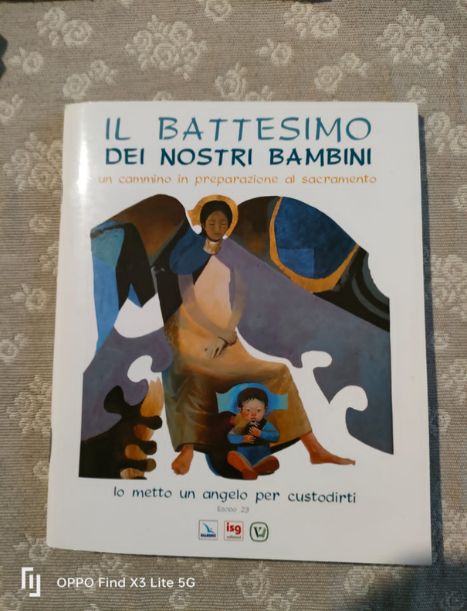 IL BATTESIMO
DEI NOSTRI BAMBINI
un cammino in preparazione al sacramento
Io metto un angelo per custodirti
Esodo 23
isg
OPPO Find X3 Lite 5G